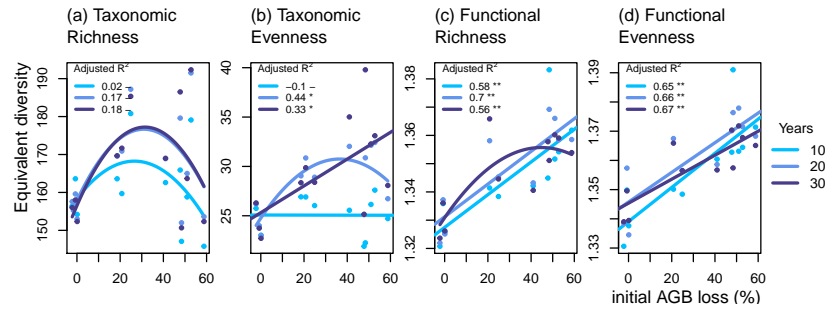 (a) Taxonomic
Richness
(b) Taxonomic
Evenness
(c) Functional
Richness
(d) Functional
Evenness
Equivalent diversity
150 160 170 180 190
Adjusted R²
0.02 –
0.17 –
0.18 –
0 20 40 60
25 30 35 40
Adjusted R²
−0.1 –
0.44 *
0.33 *
0 20 40 60
1.32 1.34 1.36 1.38
Adjusted R²
0.58 **
0.7 **
0.56 **
0 20 40 60
1.33 1.35 1.37 1.39
Adjusted R²
0.65 **
0.66 **
0.67 **
0 20 40 60
initial AGB loss (%)
Years
10
20
30